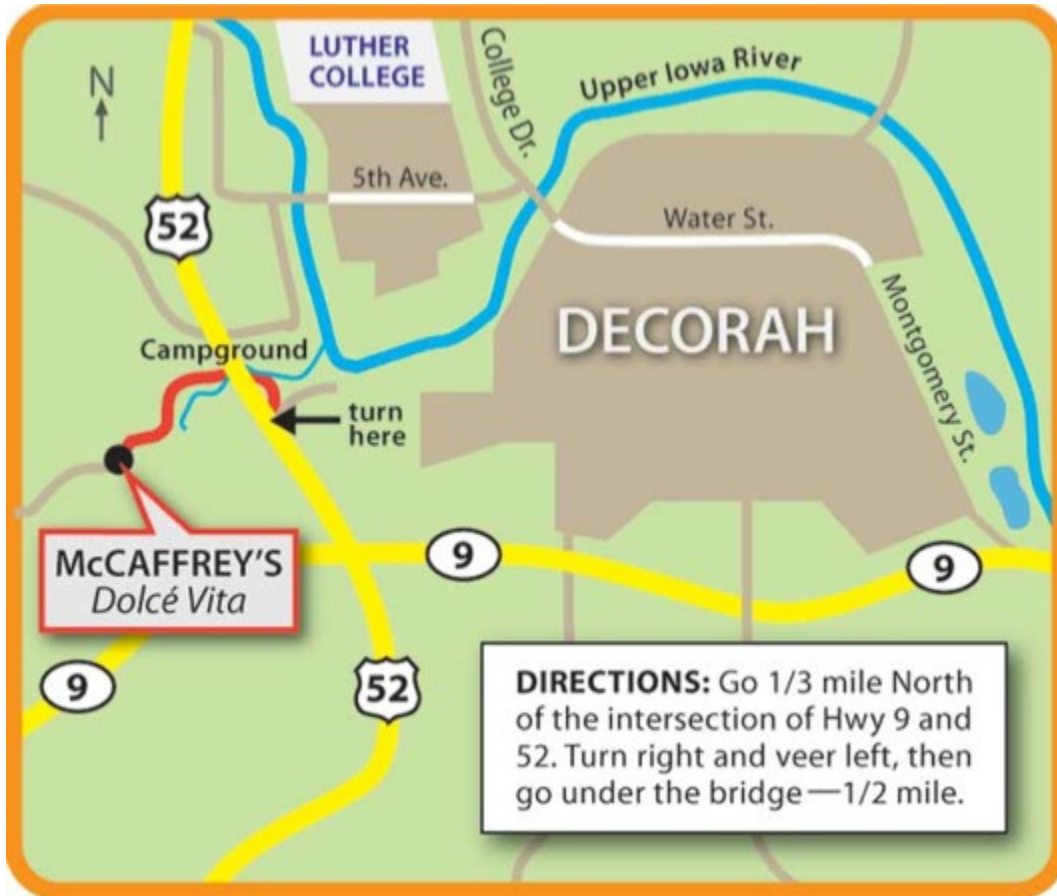 LUTHER
COLLEGE
College Dr.
Upper Iowa River
N
5th Ave.
52
Water St.
DECORAH
Montgomery St.
Campground
turn
here
McCAFFREY'S
Dolcé Vita
9
9
9
52
DIRECTIONS: Go 1/3 mile North
of the intersection of Hwy 9 and
52. Turn right and veer left, then
go under the bridge—1/2 mile.